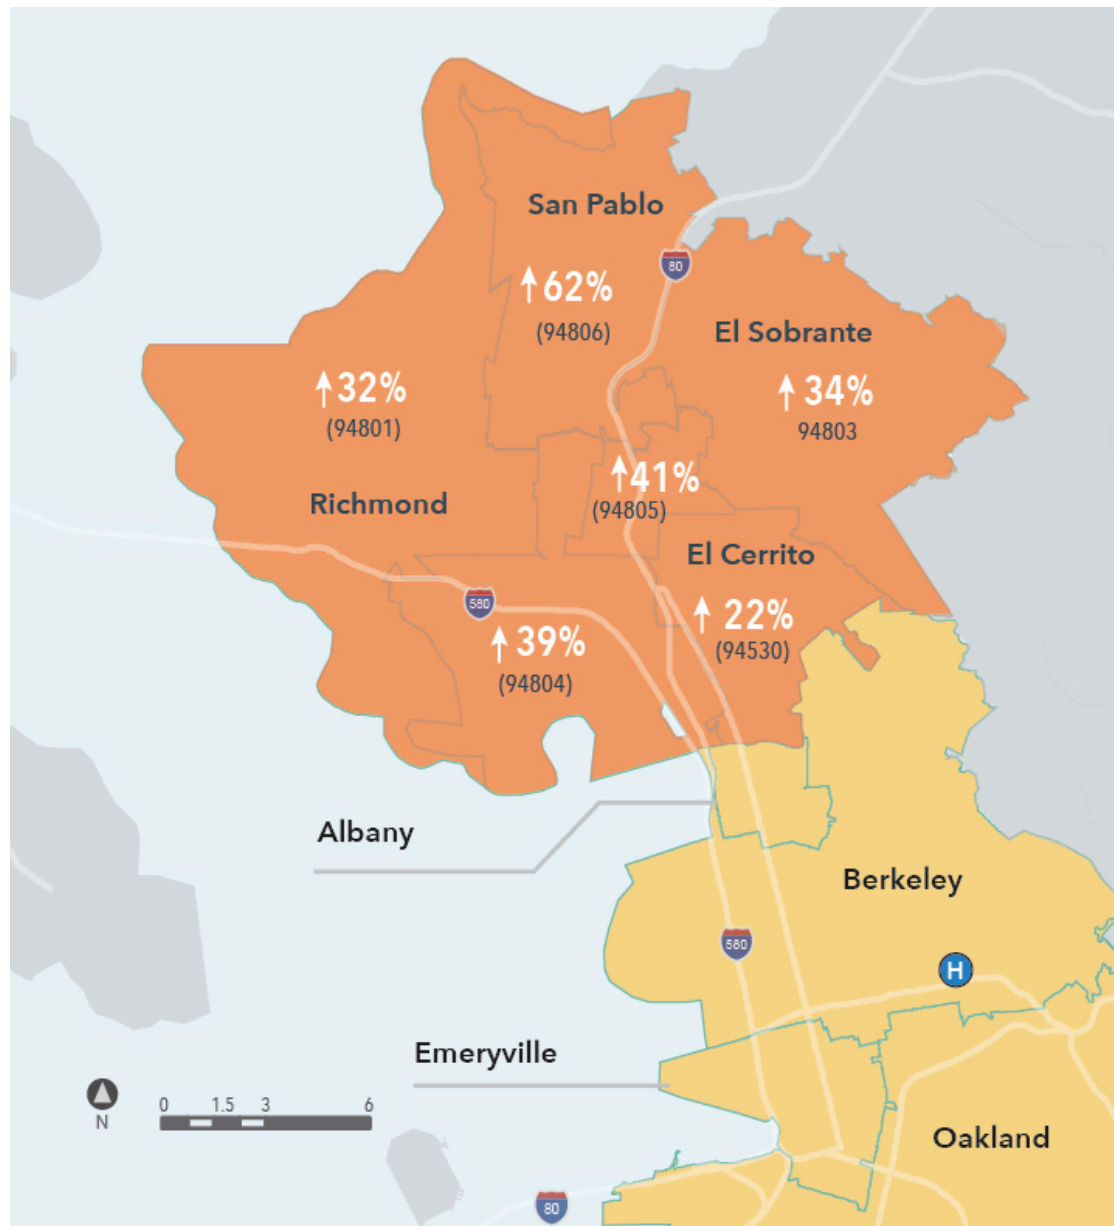 San Pablo
80
62%
(94806)
El Sobrante
32%
34%
(94801)
94803
41%
(94805)
Richmond
El Cerrito
580
22%
39%
(94530)
(94804)
Albany
Berkeley
580
H
Emeryville
0 1.5 3 6
N
Oakland
80